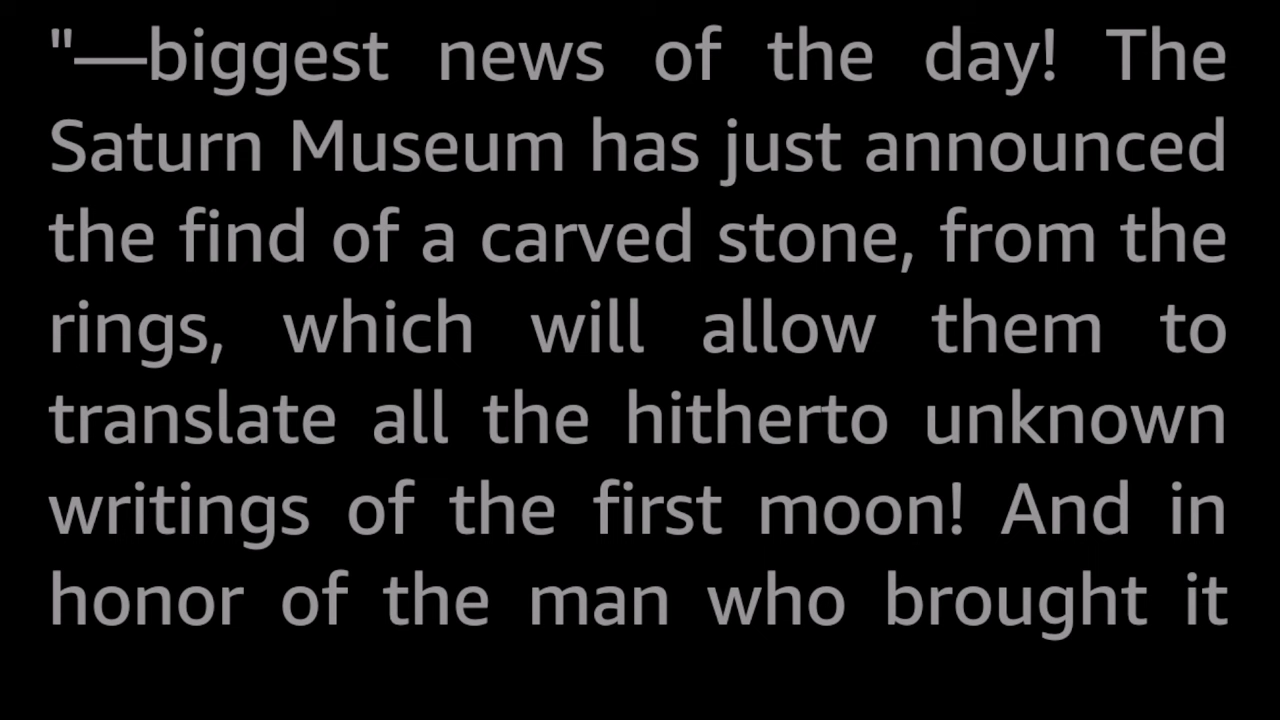 "—biggest news of the day! The
Saturn Museum has just announced
the find of a carved stone, from the
rings, which will allow them to
translate all the hitherto unknown
writings of the first moon! And in
honor of the man who brought it